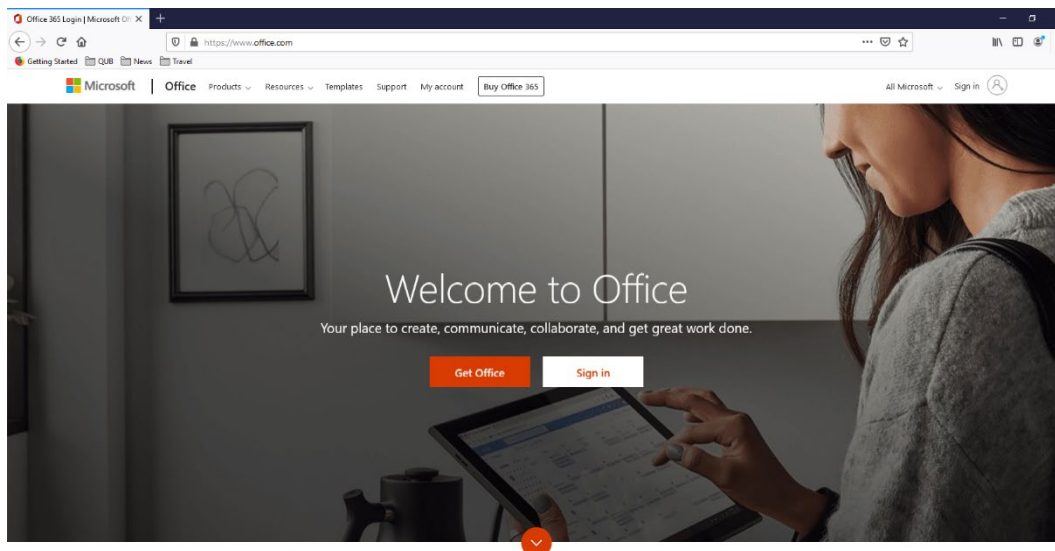 Office 365 Login | Microsoft Of
https://www.office.com
Getting Started QUB News Travel
Microsoft Office Products Resources Templates Support My account Buy Office 365 All Microsoft Sign in
Welcome to Office
Your place to create, communicate, collaborate, and get great work done.
Get Office Sign in